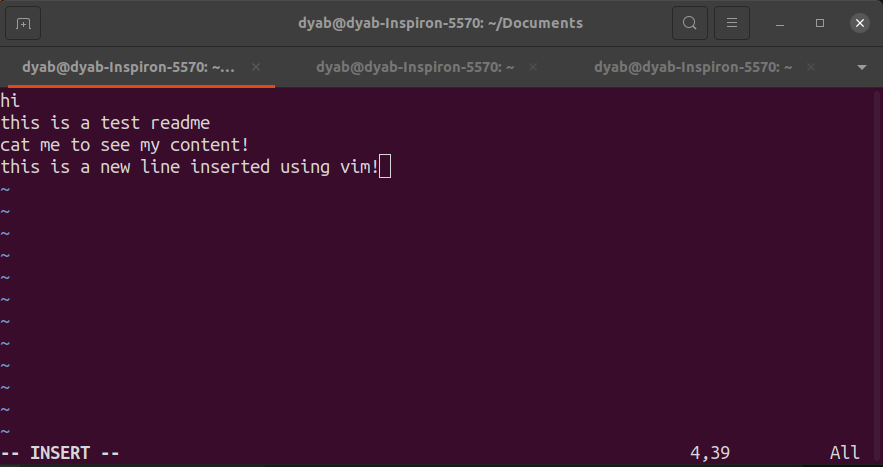 dyab@dyab-Inspiron-5570: ~/Documents
dyab@dyab-Inspiron-5570: ~...
dyab@dyab-Inspiron-5570: ~
dyab@dyab-Inspiron-5570: ~
hi
this is a test readme
cat me to see my content!
this is a new line inserted using vim!
~
~
~
~
~
~
~
~
~
~
~
~
-- INSERT -- 4,39 All